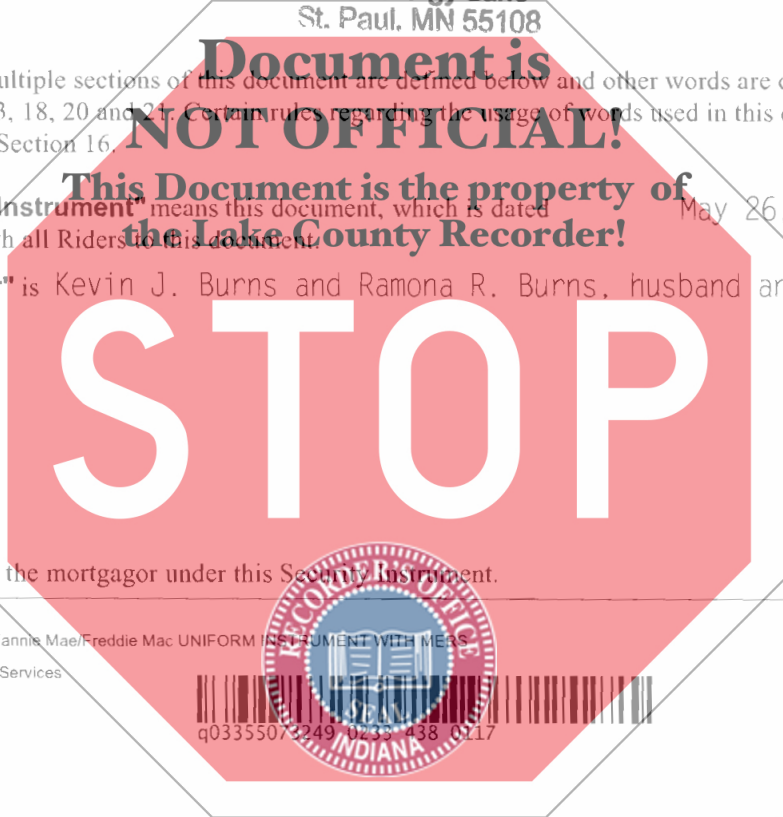 St. Paul, MN 55108
Document is
ultiple sections of this document are defined below and other words are
3, 18, 20 and 21. Certain rules regarding the usage of words used in this
NOT OFFICIAL!
Section 16.
This Document is the property of
Instrument" means this document, which is dated May 26
h all Riders to this document.
the Lake County Recorder!
" is Kevin J. Burns and Ramona R. Burns, husband
STOP
the mortgagor under this Security Instrument.
RECORDER'S OFFICE
annie Mae/Freddie Mac UNIFORM INSTRUMENT WITH MERS
Services
SEAL
INDIANA
q03355073249 0233 438 0117